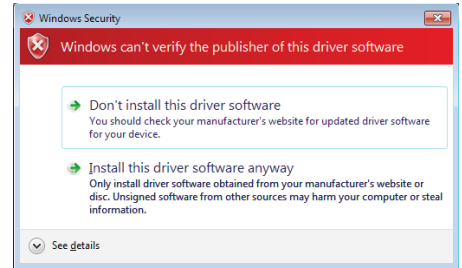 Windows Security
Windows can't verify the publisher of this driver software
Don't install this driver software
You should check your manufacturer's website for updated driver software
for your device.
Install this driver software anyway
Only install driver software obtained from your manufacturer's website or
disc. Unsigned software from other sources may harm your computer or steal
information.
See details